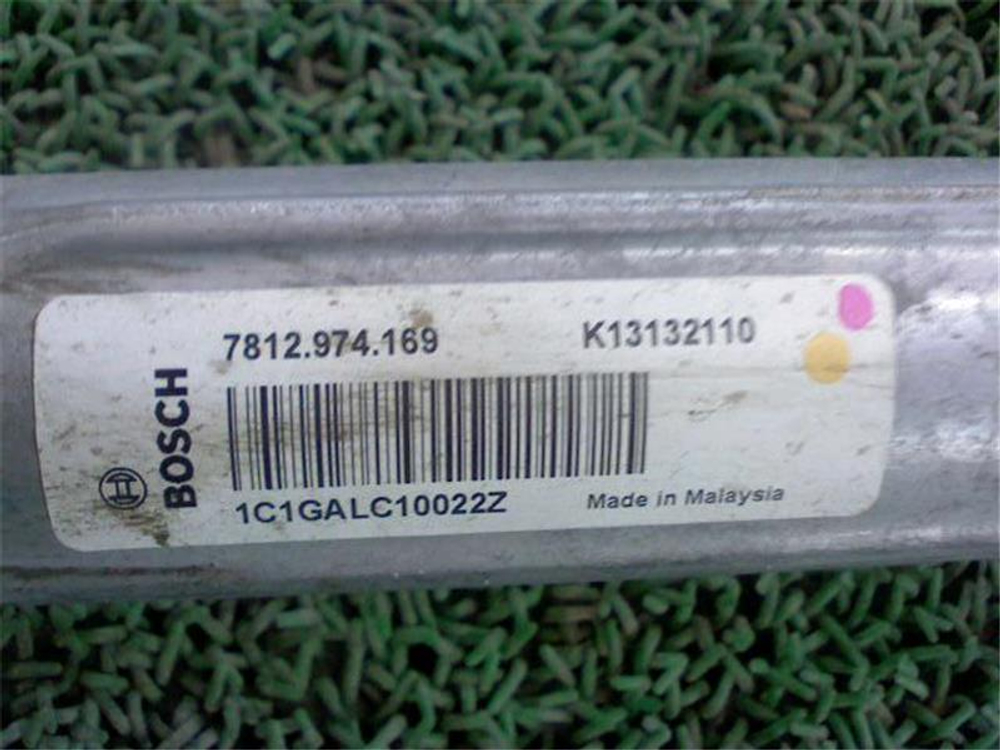 7812.974.169 K13132110
BOSCH
1C1GALC10022Z Made in Malaysia